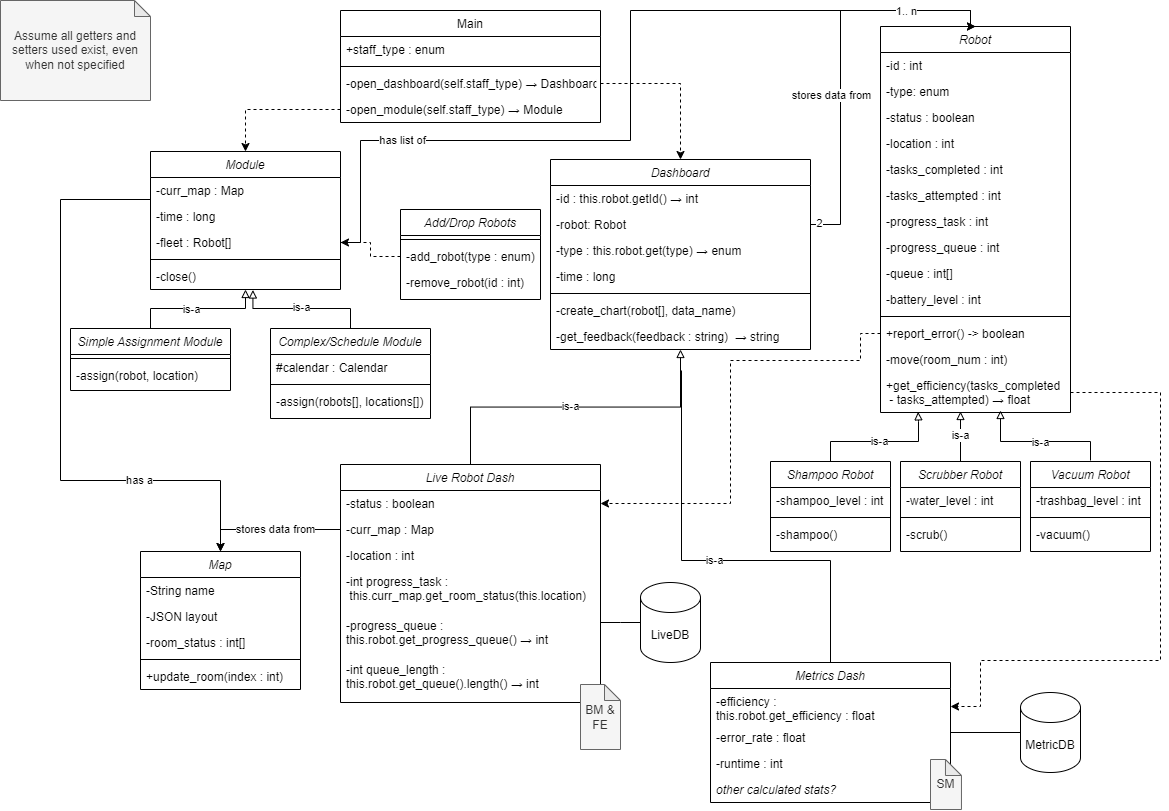 Assume all getters and
setters used exist, even
when not specified
Main
+staff_type : enum
-open_dashboard(self.staff_type) → Dashboard
-open_module(self.staff_type) → Module
1.. n
stores data from
has list of
Robot
-id : int
-type: enum
-status : boolean
-location : int
-tasks_completed : int
-tasks_attempted : int
-progress_task : int
-progress_queue : int
-queue : int[]
-battery_level : int
+report_error() -> boolean
-move(room_num : int)
+get_efficiency(tasks_completed
- tasks_attempted) → float
Module
-curr_map : Map
-time : long
-fleet : Robot[]
-close()
Add/Drop Robots
-add_robot(type : enum)
-remove_robot(id : int)
Dashboard
-id : this.robot.getId() → int
-robot: Robot
-type : this.robot.get(type) → enum
-time : long
-create_chart(robot[], data_name)
-get_feedback(feedback : string) → string
2
is-a
is-a
Simple Assignment Module
-assign(robot, location)
Complex/Schedule Module
#calendar : Calendar
-assign(robots[], locations[])
is-a
is-a
is-a
is-a
Shampoo Robot
-shampoo_level : int
-shampoo()
Scrubber Robot
-water_level : int
-scrub()
Vacuum Robot
-trashbag_level : int
-vacuum()
has a
stores data from
Live Robot Dash
-status : boolean
-curr_map : Map
-location : int
-int progress_task :
this.curr_map.get_room_status(this.location)
-progress_queue :
this.robot.get_progress_queue() → int
-int queue_length :
this.robot.get_queue().length() → int
BM &
FE
LiveDB
is-a
Map
-String name
-JSON layout
-room_status : int[]
+update_room(index : int)
Metrics Dash
-efficiency :
this.robot.get_efficiency : float
-error_rate : float
-runtime : int
other calculated stats?
SM
MetricDB